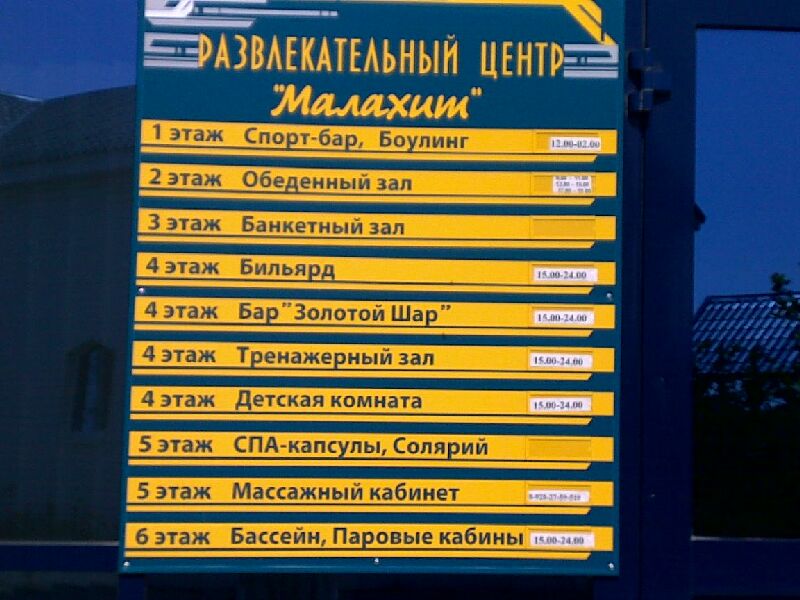 РАЗВЛЕКАТЕЛЬНЫЙ ЦЕНТР
"Малахит"
1 этаж Спорт-бар, Боулинг 12.00-02.00
2 этаж Обеденный зал
3 этаж Банкетный зал
4 этаж Бильярд 15.00-24.00
4 этаж Бар "Золотой Шар" 15.00-24.00
4 этаж Тренажерный зал 15.00-24.00
4 этаж Детская комната 15.00-24.00
5 этаж СПА-капсулы, Солярий
5 этаж Массажный кабинет
6 этаж Бассейн, Паровые кабины 15.00-24.00